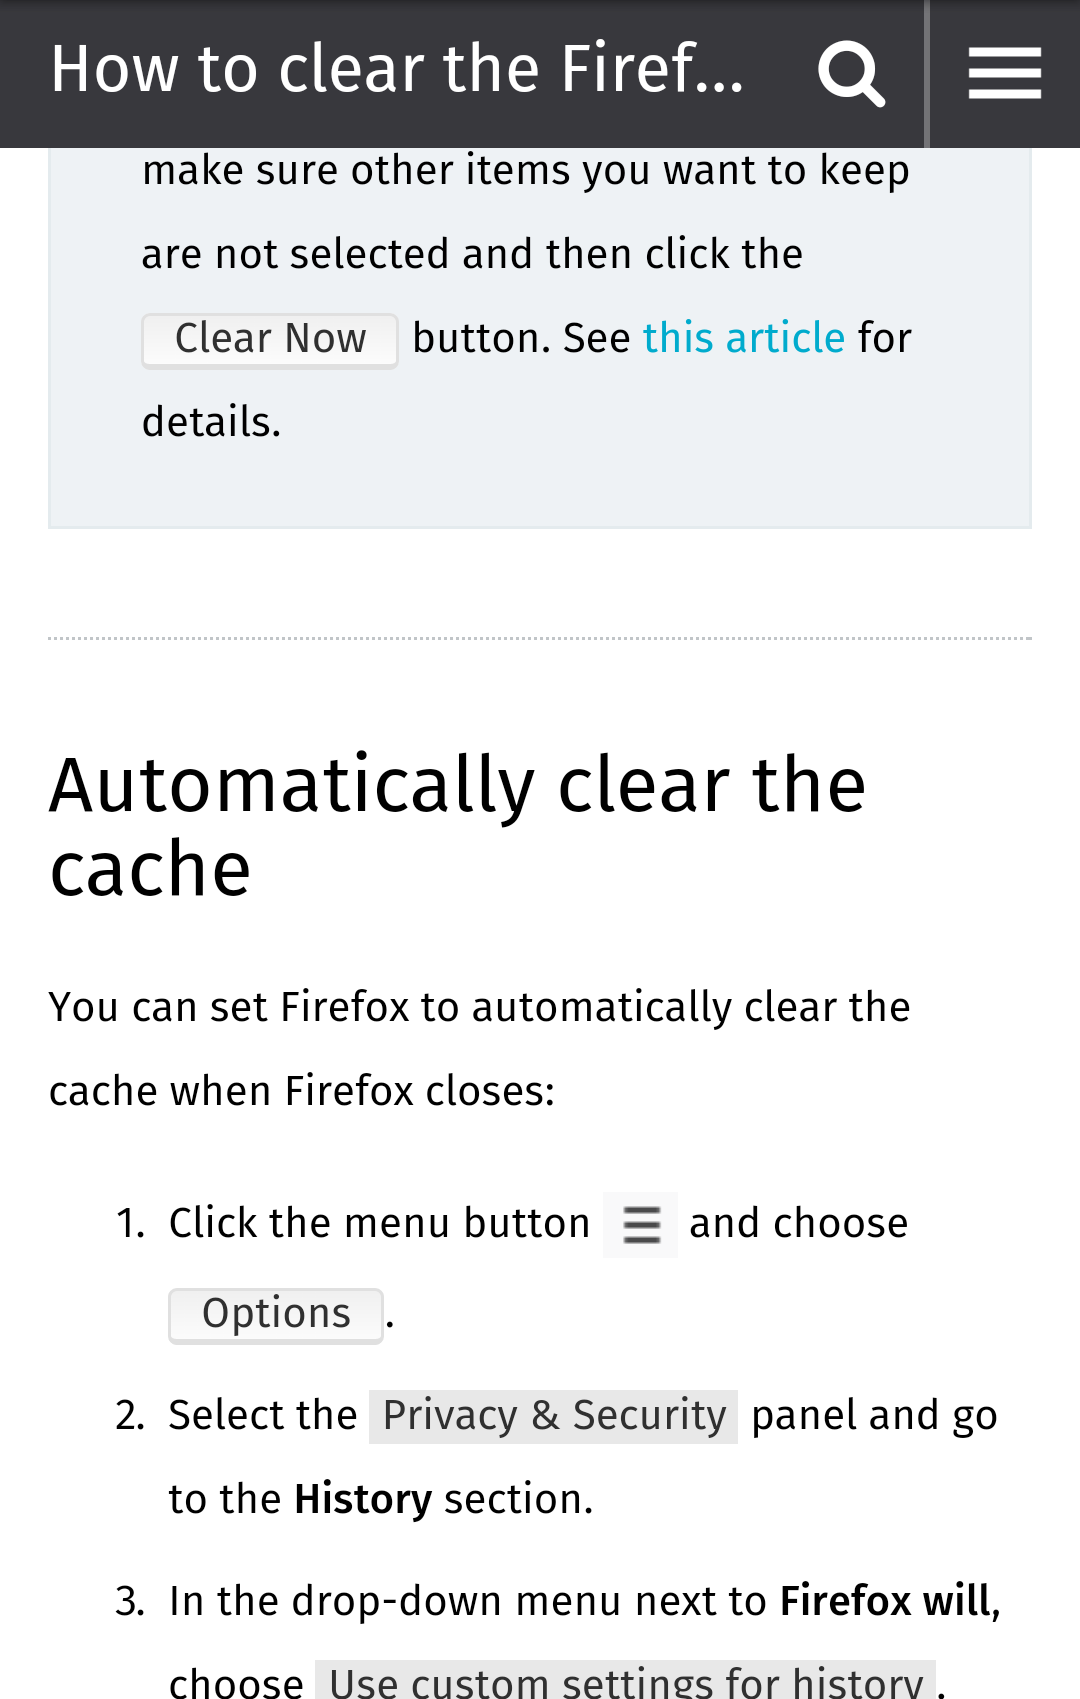 How to clear the Firef...
make sure other items you want to keep
are not selected and then click the
Clear Now button. See this article for
details.
Automatically clear the
cache
You can set Firefox to automatically clear the
cache when Firefox closes:
1. Click the menu button and choose
Options.
2. Select the Privacy & Security panel and go
to the History section.
3. In the drop-down menu next to Firefox will,
choose Use custom settings for history.